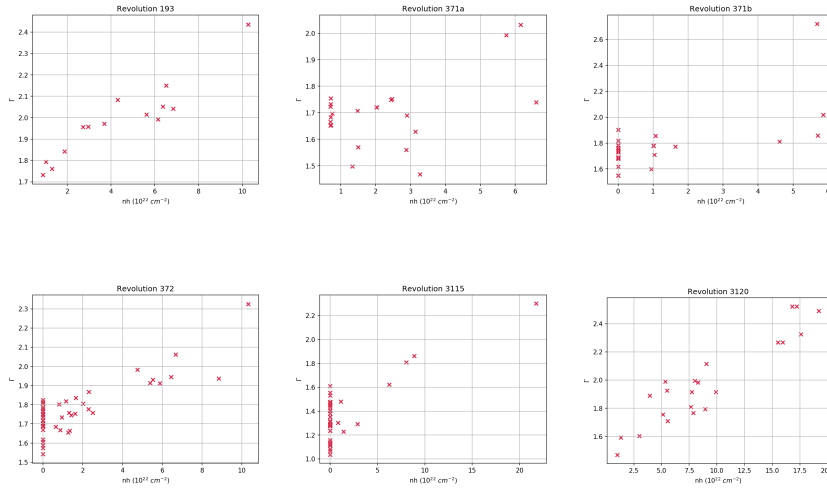 Revolution 193
Γ
2.4
2.3
2.2
2.1
2.0
1.9
1.8
1.7
2 4 6 8 10
nh (10²² cm⁻²)
Revolution 371a
Γ
2.0
1.9
1.8
1.7
1.6
1.5
1 2 3 4 5 6
nh (10²² cm⁻²)
Revolution 371b
Γ
2.6
2.4
2.2
2.0
1.8
1.6
0 1 2 3 4 5 6
nh (10²² cm⁻²)
Revolution 372
Γ
2.3
2.2
2.1
2.0
1.9
1.8
1.7
1.6
1.5
0 2 4 6 8 10
nh (10²² cm⁻²)
Revolution 3115
Γ
2.2
2.0
1.8
1.6
1.4
1.2
1.0
0 5 10 15 20
nh (10²² cm⁻²)
Revolution 3120
Γ
2.6
2.4
2.2
2.0
1.8
1.6
2.5 5.0 7.5 10.0 12.5 15.0 17.5 20.0
nh (10²² cm⁻²)